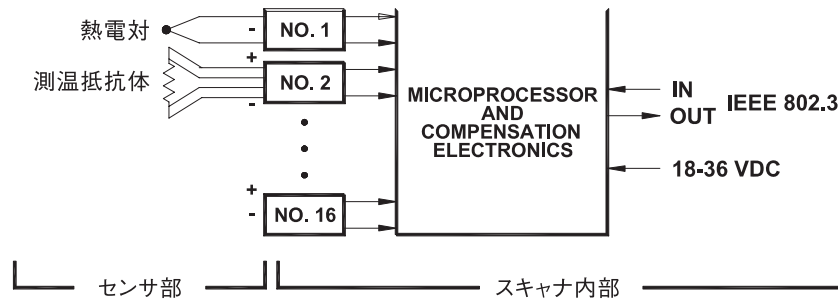 熱電対
-
NO. 1
+
測温抵抗体
NO. 2
-
MICROPROCESSOR
AND
COMPENSATION
ELECTRONICS
IN
OUT
IEEE 802.3
18-36 VDC
+
-
NO. 16
センサ部
スキャナ内部